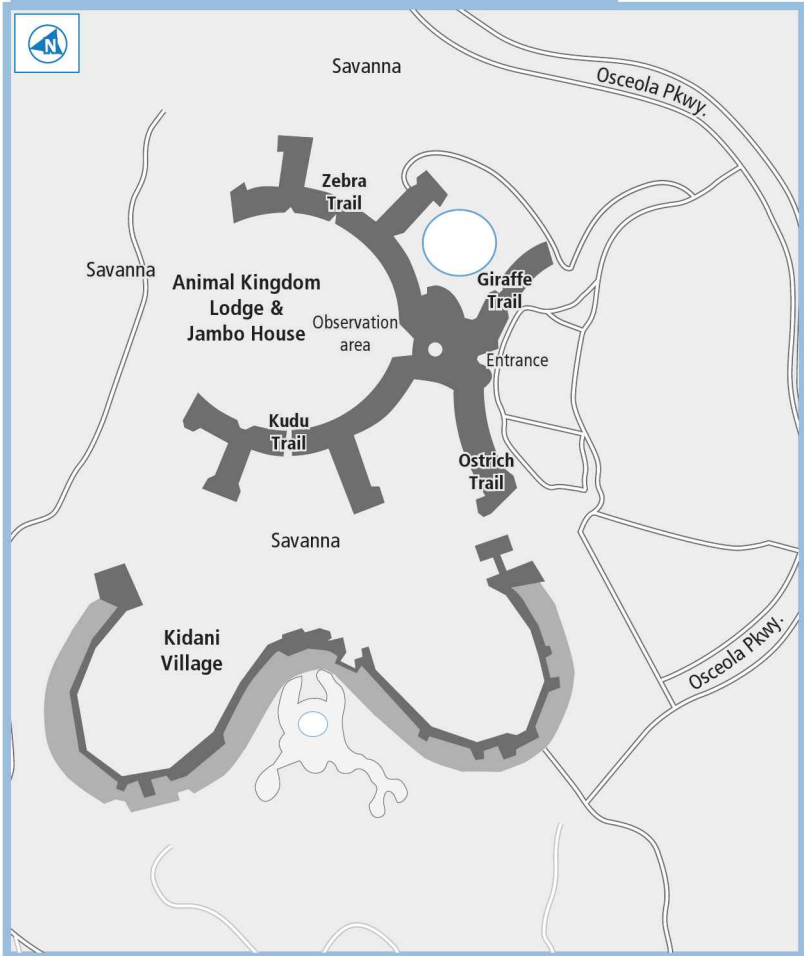 N
Savanna
Osceola Pkwy.
Zebra
Trail
Savanna
Animal Kingdom
Lodge &
Jambo House
Giraffe
Trail
Observation
area
Entrance
Kudu
Trail
Ostrich
Trail
Savanna
Kidani
Village
Osceola Pkwy.